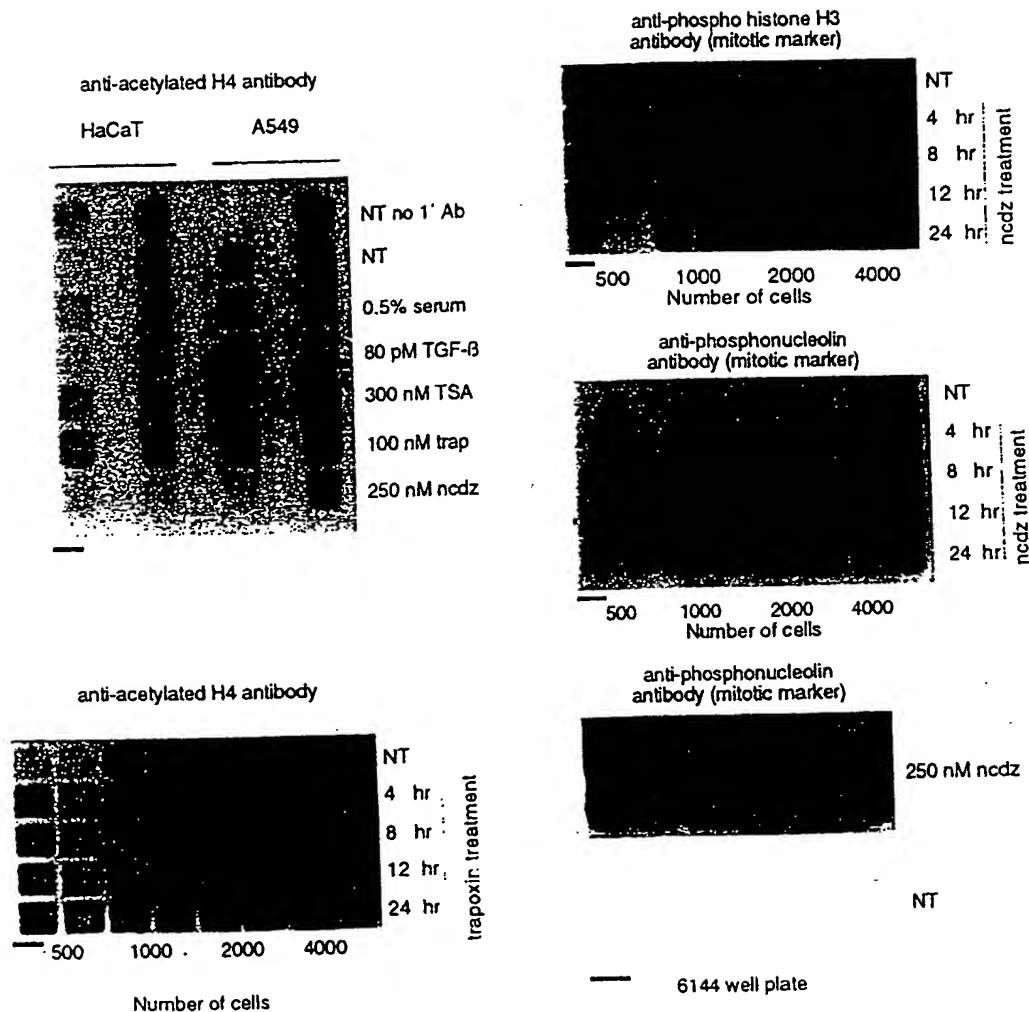 anti-acetylated H4 antibody
HaCaT
A549
NT no 1' Ab
NT
0.5% serum
80 pM TGF-ß
300 nM TSA
100 nM trap
250 nM ncdz
anti-acetylated H4 antibody
NT
4 hr
8 hr
12 hr
24 hr
trapoxin treatment
500
1000
2000
4000
Number of cells
anti-phospho histone H3
antibody (mitotic marker)
NT
4 hr
8 hr
12 hr
24 hr
ncdz treatment
500
1000
2000
4000
Number of cells
anti-phosphonucleolin
antibody (mitotic marker)
NT
4 hr
8 hr
12 hr
24 hr
ncdz treatment
500
1000
2000
4000
Number of cells
anti-phosphonucleolin
antibody (mitotic marker)
250 nM ncdz
NT
6144 well plate